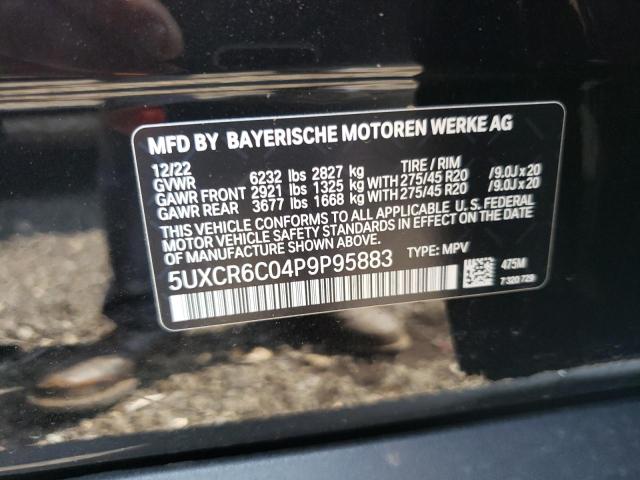 MFD BY BAYERISCHE MOTOREN WERKE AG
12/22 TIRE / RIM
GVWR 6232 lbs 2827 kg
GAWR FRONT 2921 lbs 1325 kg WITH 275/45 R20 /9.0J x 20
GAWR REAR 3677 lbs 1668 kg WITH 275/45 R20 /9.0J x 20
THIS VEHICLE CONFORMS TO ALL APPLICABLE U.S. FEDERAL
MOTOR VEHICLE SAFETY STANDARDS IN EFFECT ON THE DATE
OF MANUFACTURE SHOWN ABOVE.
5UXCR6C04P9P95883 TYPE: MPV
475M
7 320 729